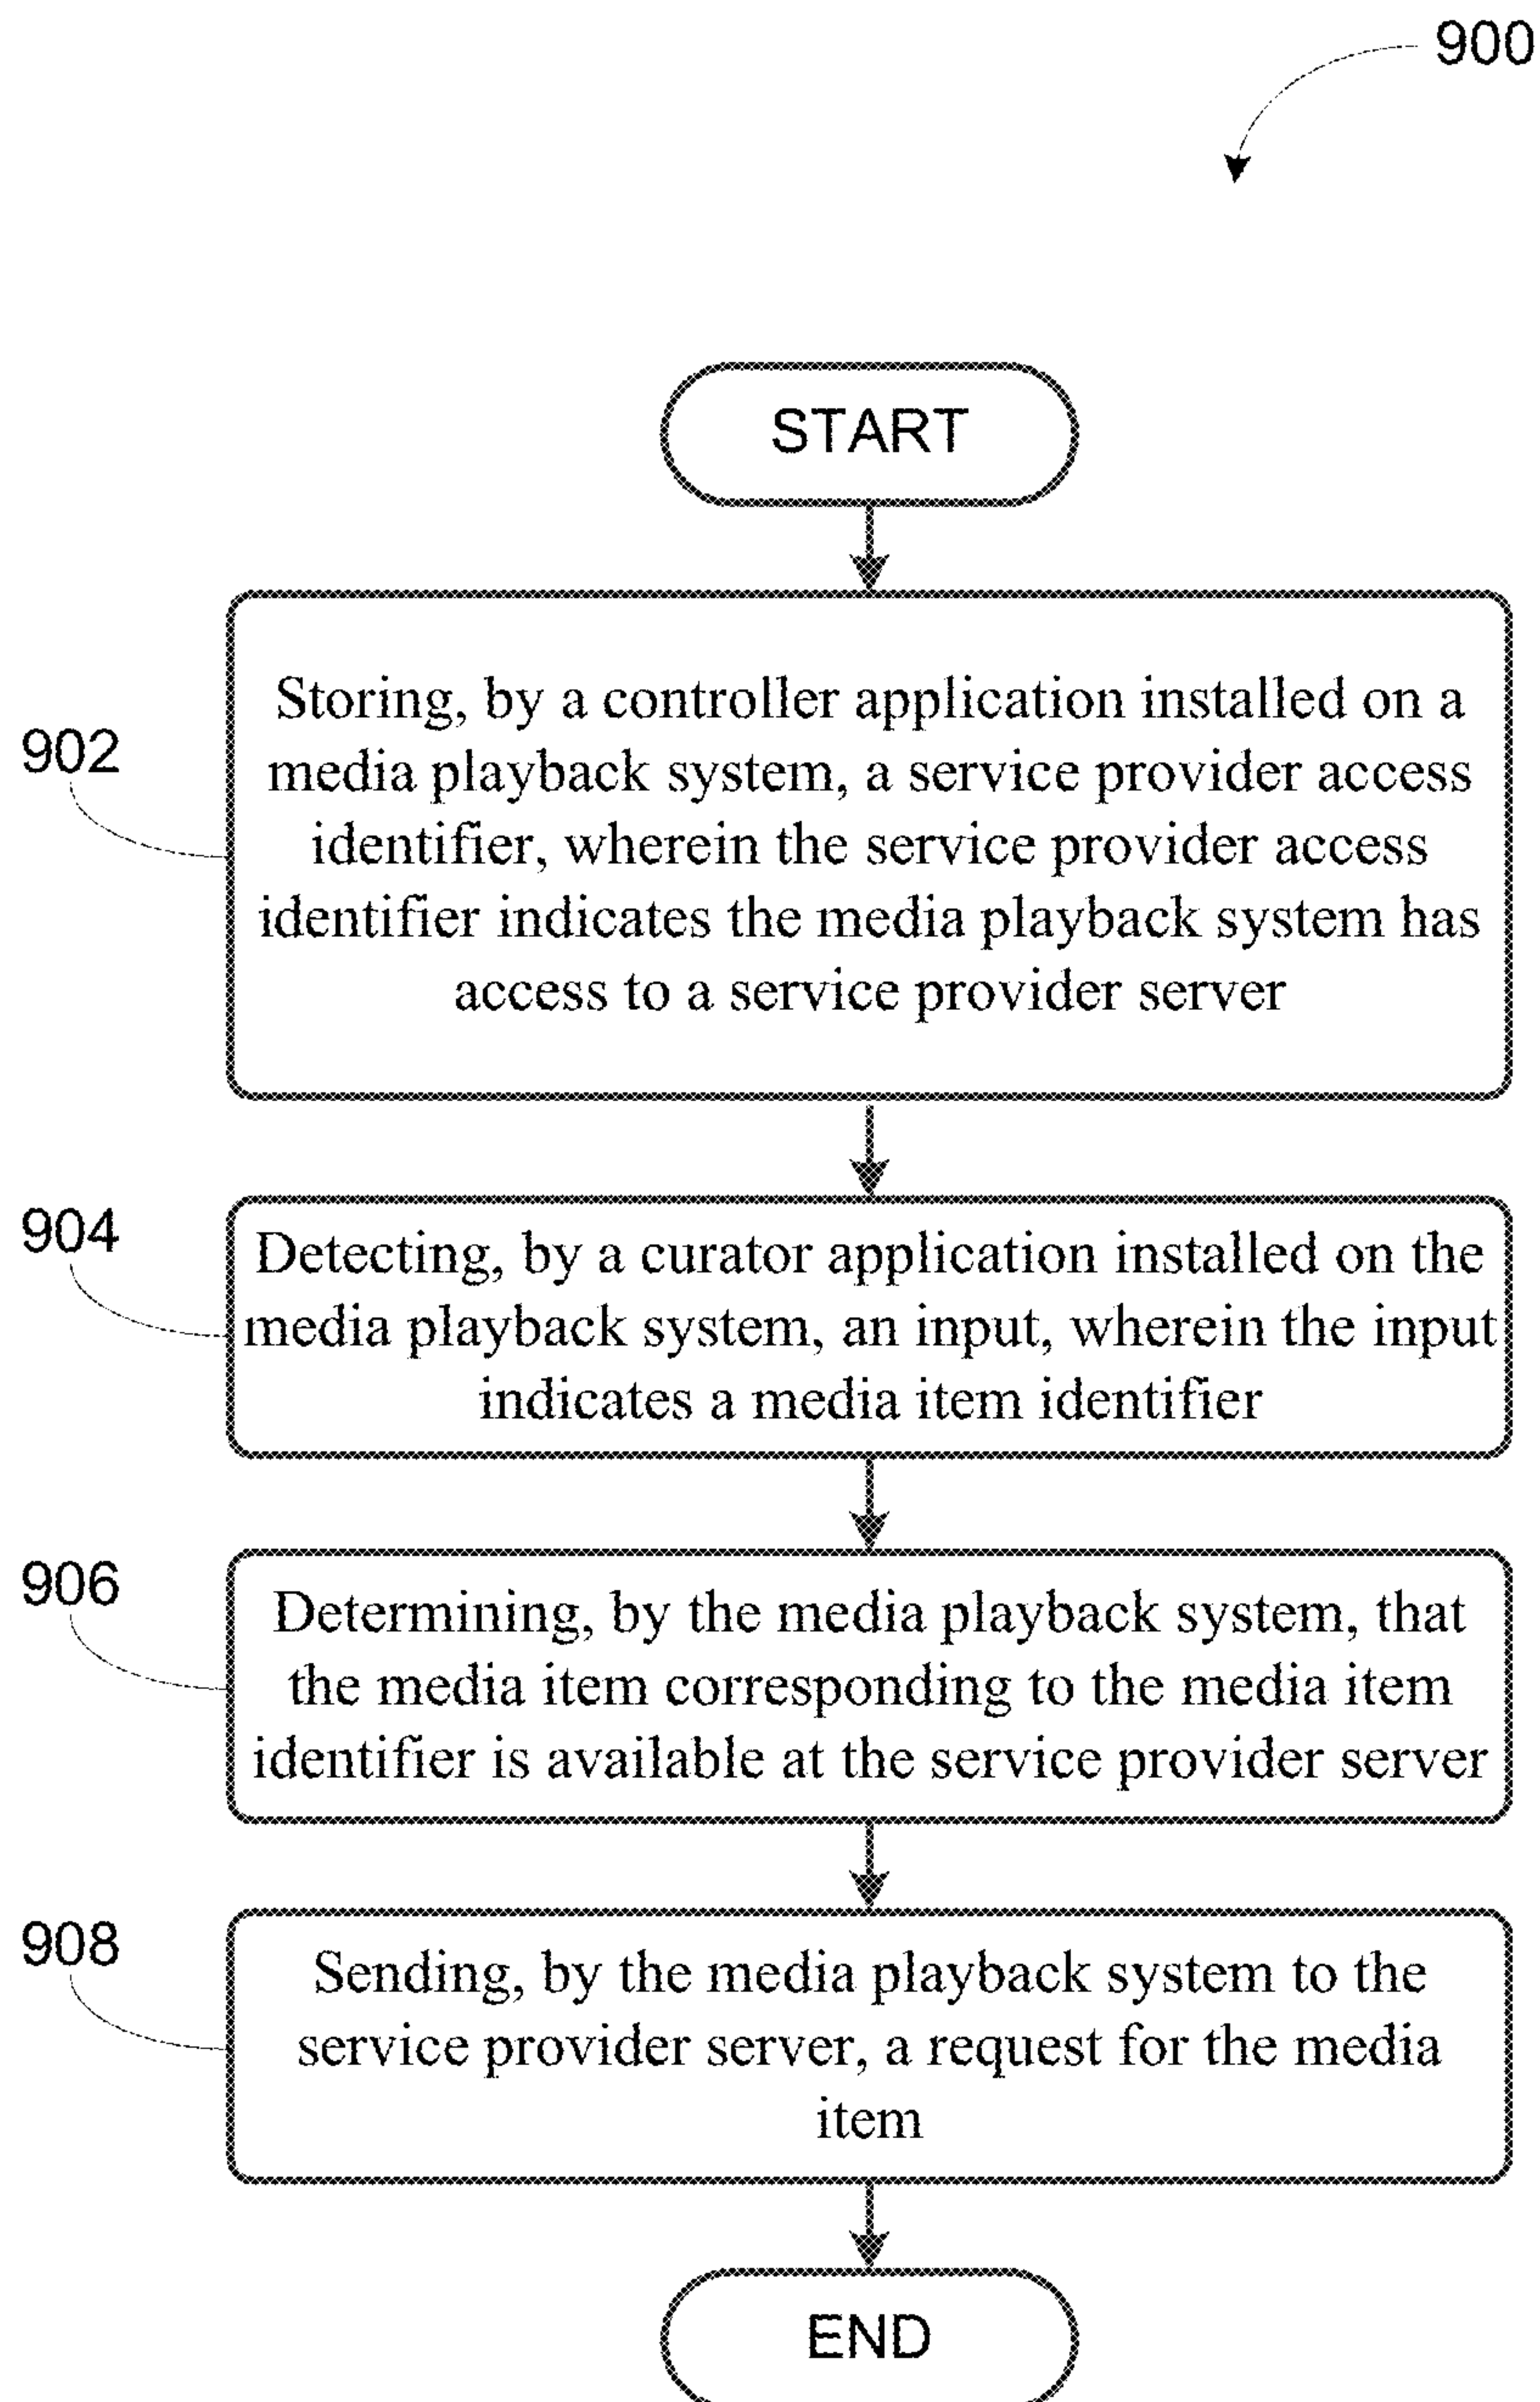 900
START
902
Storing, by a controller application installed on a
media playback system, a service provider access
identifier, wherein the service provider access
identifier indicates the media playback system has
access to a service provider server
904
Detecting, by a curator application installed on the
media playback system, an input, wherein the input
indicates a media item identifier
906
Determining, by the media playback system, that
the media item corresponding to the media item
identifier is available at the service provider server
908
Sending, by the media playback system to the
service provider server, a request for the media
item
END